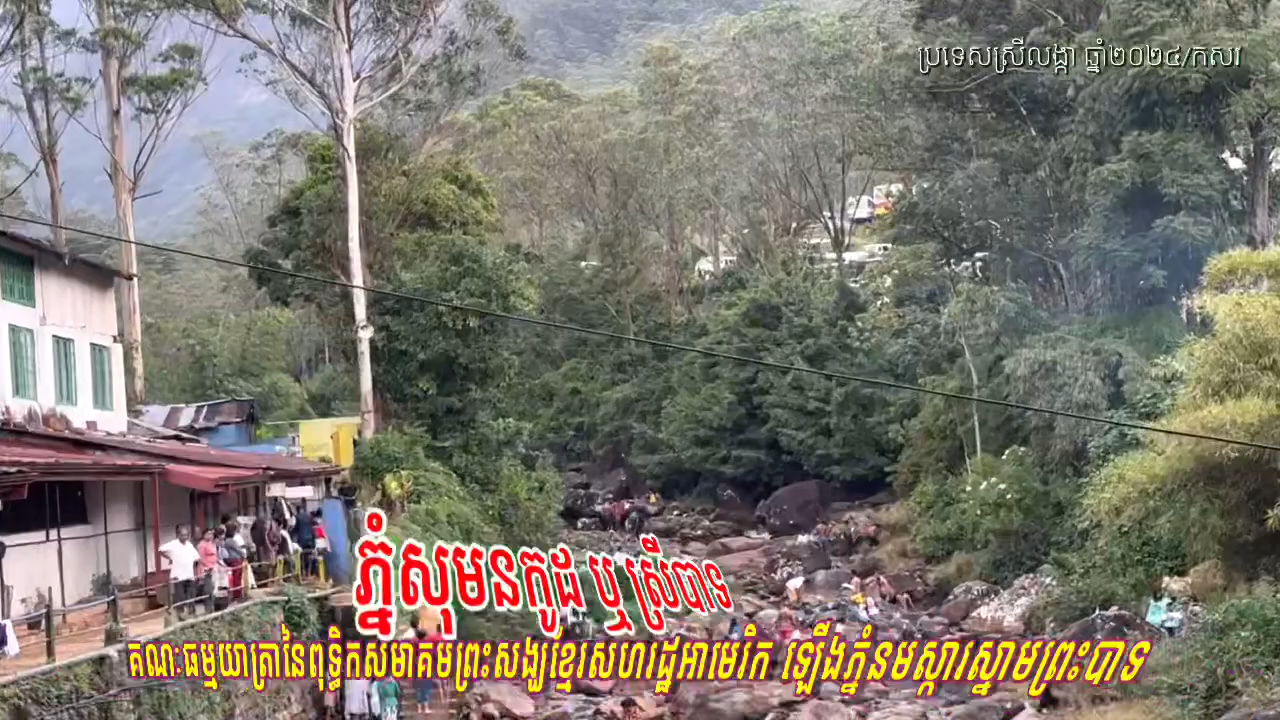 ប្រទេសស្រីលង្កា ឆ្នាំ២០២៤/កសរ
ភ្នំសុមនកូដ ឬ ស្រីបាទ
គណៈធម្មយាត្រានៃពុទ្ធិកសមាគមព្រះសង្ឃខ្មែរសហរដ្ឋអាមេរិក ឡើងភ្នំនមស្ការស្នាមព្រះបាទ